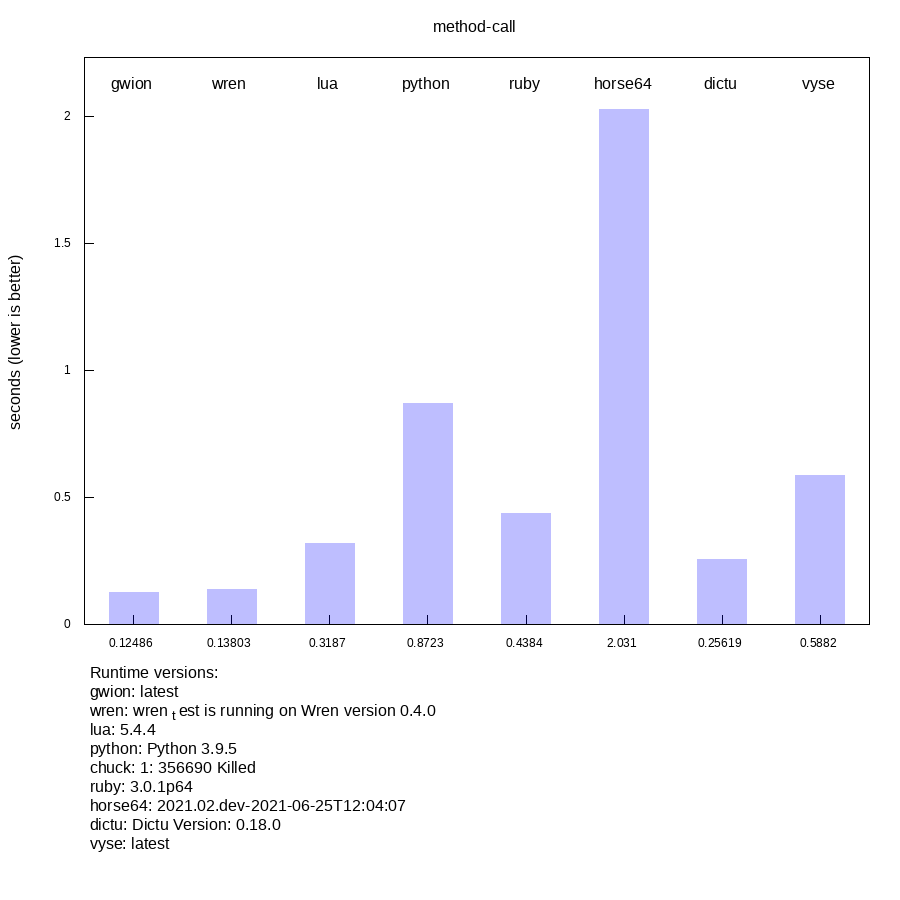 method-call
gwion wren lua python ruby horse64 dictu vyse
2
1.5
1
0.5
0
seconds (lower is better)
0.12486 0.13803 0.3187 0.8723 0.4384 2.031 0.25619 0.5882
Runtime versions:
gwion: latest
wren: wren t est is running on Wren version 0.4.0
lua: 5.4.4
python: Python 3.9.5
chuck: 1: 356690 Killed
ruby: 3.0.1p64
horse64: 2021.02.dev-2021-06-25T12:04:07
dictu: Dictu Version: 0.18.0
vyse: latest